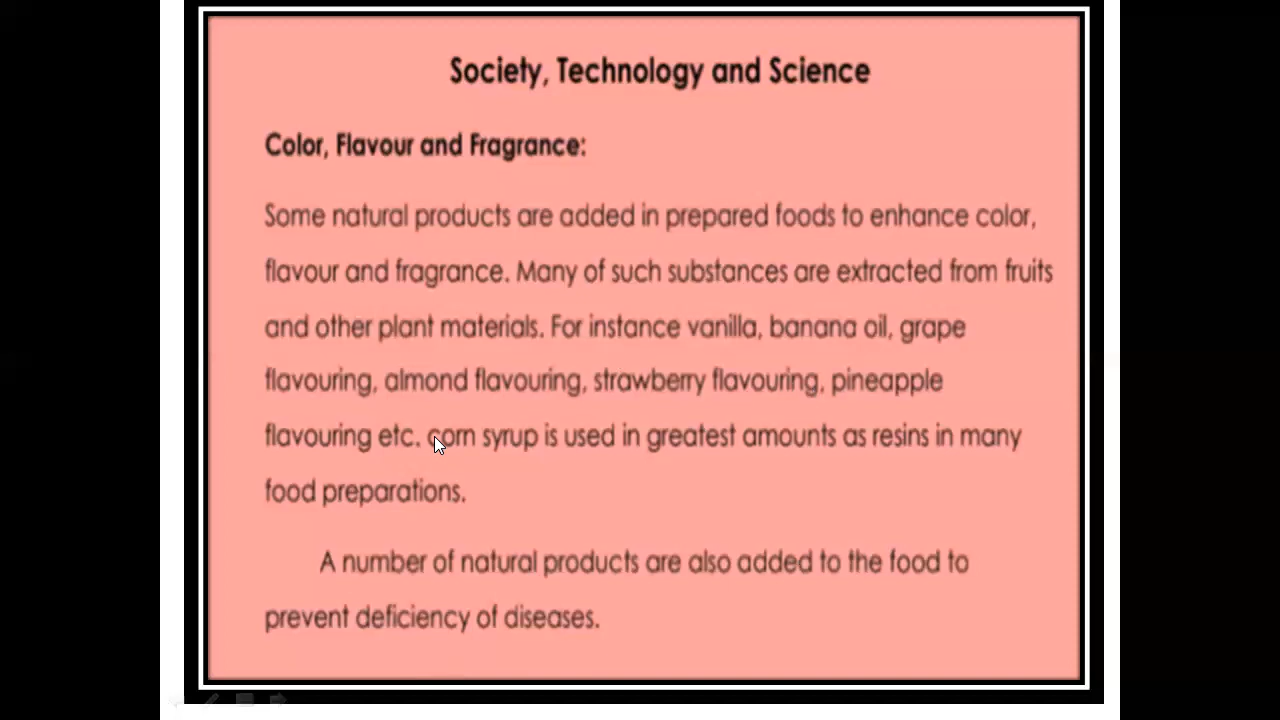 Society, Technology and Science
Color, Flavour and Fragrance:
Some natural products are added in prepared foods to enhance color,
flavour and fragrance. Many of such substances are extracted from fruits
and other plant materials. For instance vanilla, banana oil, grape
flavouring, almond flavouring, strawberry flavouring, pineapple
flavouring etc. corn syrup is used in greatest amounts as resins in many
food preparations.
A number of natural products are also added to the food to
prevent deficiency of diseases.